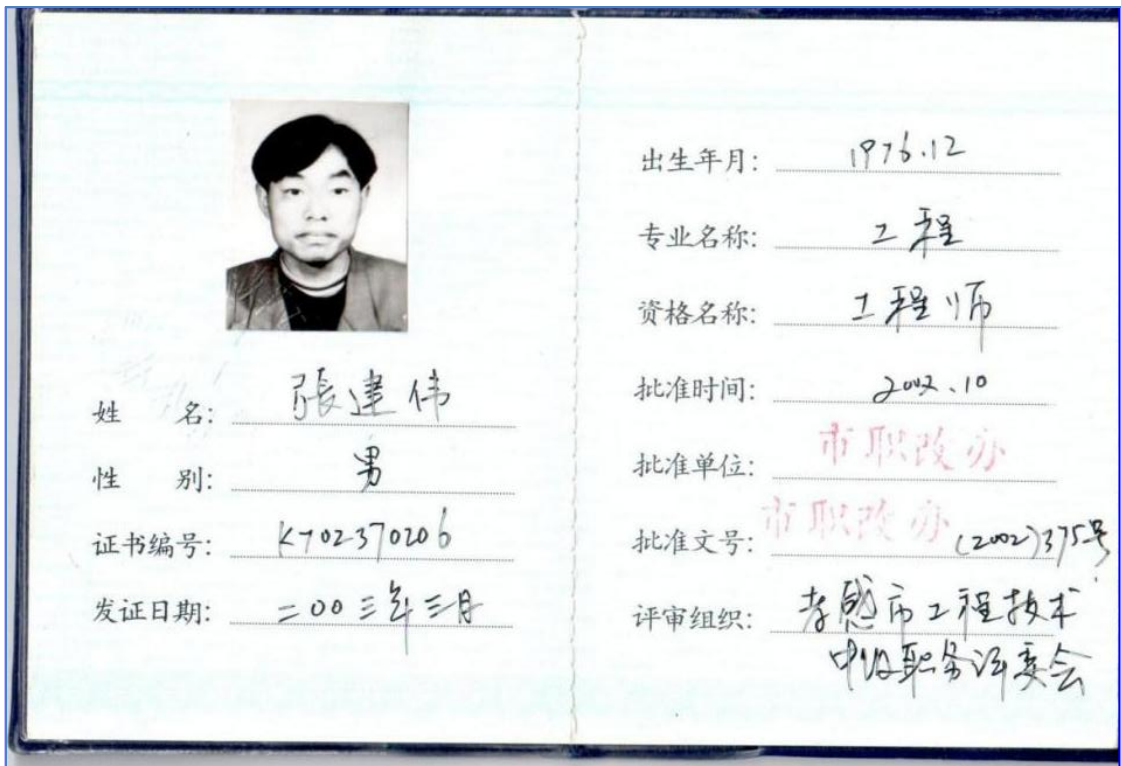 姓 名: 張建伟
性 别: 男
证书编号: K702370206
发证日期: 二00三年三月
出生年月: 1976.12
专业名称: 工程
资格名称: 工程师
批准时间: 2002.10
批准单位: 市职改办
批准文号: 市职改办 (2002)375号
评审组织: 孝感市工程技术
中级职务评委会